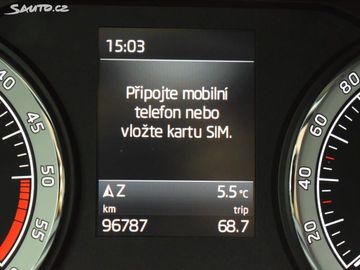 Sauto.cz
15:03
Připojte mobilní
telefon nebo
vložte kartu SIM.
Z 5.5 °C
km trip
96787 68.7
40
45
50
55
20
40
60
80